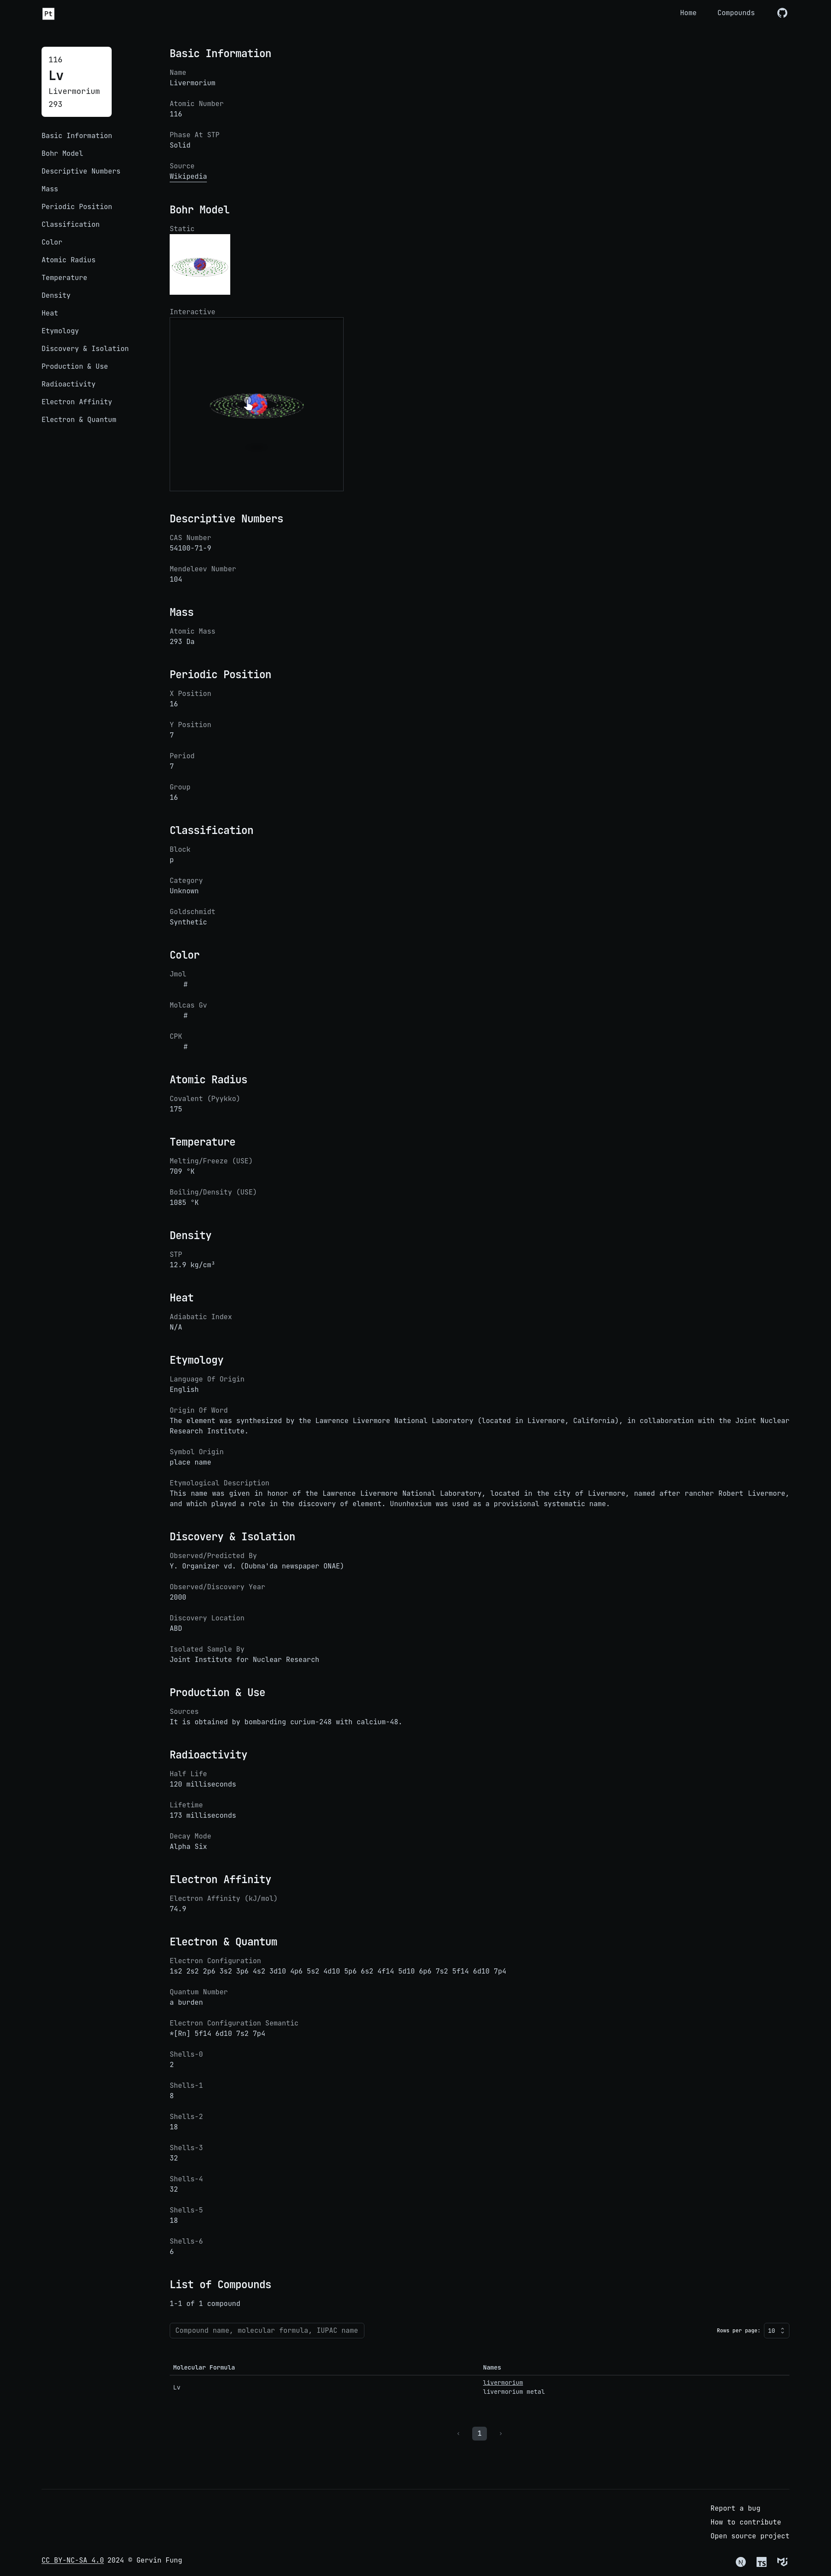 Pt
Home
Compounds
116
Lv
Livermorium
293
Basic Information
Bohr Model
Descriptive Numbers
Mass
Periodic Position
Classification
Color
Atomic Radius
Temperature
Density
Heat
Etymology
Discovery & Isolation
Production & Use
Radioactivity
Electron Affinity
Electron & Quantum
Basic Information
Name
Livermorium
Atomic Number
116
Phase At STP
Solid
Source
Wikipedia
Bohr Model
Static
Interactive
Descriptive Numbers
CAS Number
54100-71-9
Mendeleev Number
104
Mass
Atomic Mass
293 Da
Periodic Position
X Position
16
Y Position
7
Period
7
Group
16
Classification
Block
p
Category
Unknown
Goldschmidt
Synthetic
Color
Jmol
#
Molcas Gv
#
CPK
#
Atomic Radius
Covalent (Pyykko)
175
Temperature
Melting/Freeze (USE)
709 °K
Boiling/Density (USE)
1085 °K
Density
STP
12.9 kg/cm³
Heat
Adiabatic Index
N/A
Etymology
Language Of Origin
English
Origin Of Word
The element was synthesized by the Lawrence Livermore National Laboratory (located in Livermore, California), in collaboration with the Joint Nuclear
Research Institute.
Symbol Origin
place name
Etymological Description
This name was given in honor of the Lawrence Livermore National Laboratory, located in the city of Livermore, named after rancher Robert Livermore,
and which played a role in the discovery of element. Ununhexium was used as a provisional systematic name.
Discovery & Isolation
Observed/Predicted By
Y. Organizer vd. (Dubna'da newspaper ONAE)
Observed/Discovery Year
2000
Discovery Location
ABD
Isolated Sample By
Joint Institute for Nuclear Research
Production & Use
Sources
It is obtained by bombarding curium-248 with calcium-48.
Radioactivity
Half Life
120 milliseconds
Lifetime
173 milliseconds
Decay Mode
Alpha Six
Electron Affinity
Electron Affinity (kJ/mol)
74.9
Electron & Quantum
Electron Configuration
1s2 2s2 2p6 3s2 3p6 4s2 3d10 4p6 5s2 4d10 5p6 6s2 4f14 5d10 6p6 7s2 5f14 6d10 7p4
Quantum Number
a burden
Electron Configuration Semantic
*[Rn] 5f14 6d10 7s2 7p4
Shells-0
2
Shells-1
8
Shells-2
18
Shells-3
32
Shells-4
32
Shells-5
18
Shells-6
6
List of Compounds
1-1 of 1 compound
Compound name, molecular formula, IUPAC name
Rows per page:
10
Molecular Formula
Names
Lv
livermorium
livermorium metal
‹
1
›
Report a bug
How to contribute
Open source project
CC BY-NC-SA 4.0 2024 © Gervin Fung
N
TS